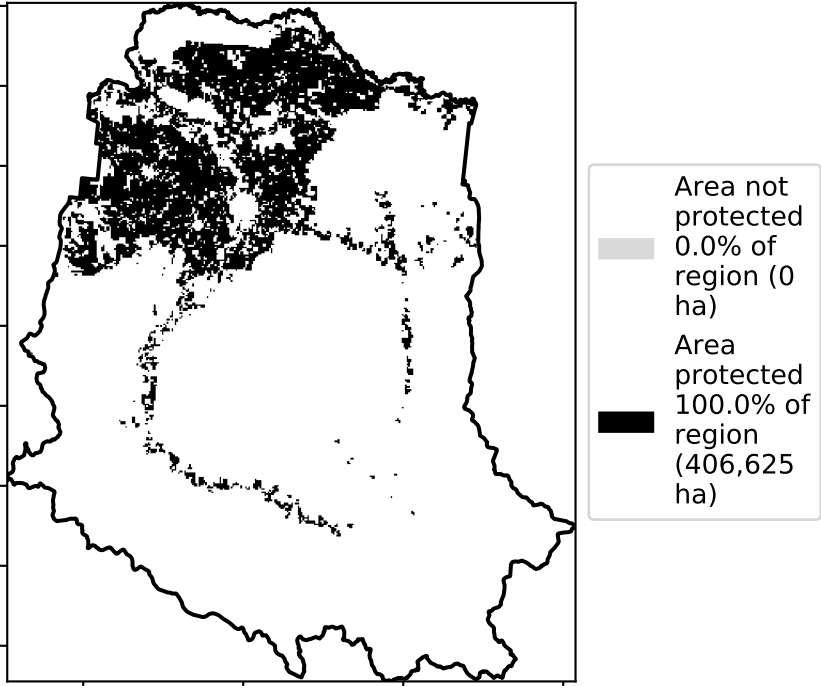 Area not
protected
0.0% of
region (0
ha)
Area
protected
100.0% of
region
(406,625
ha)